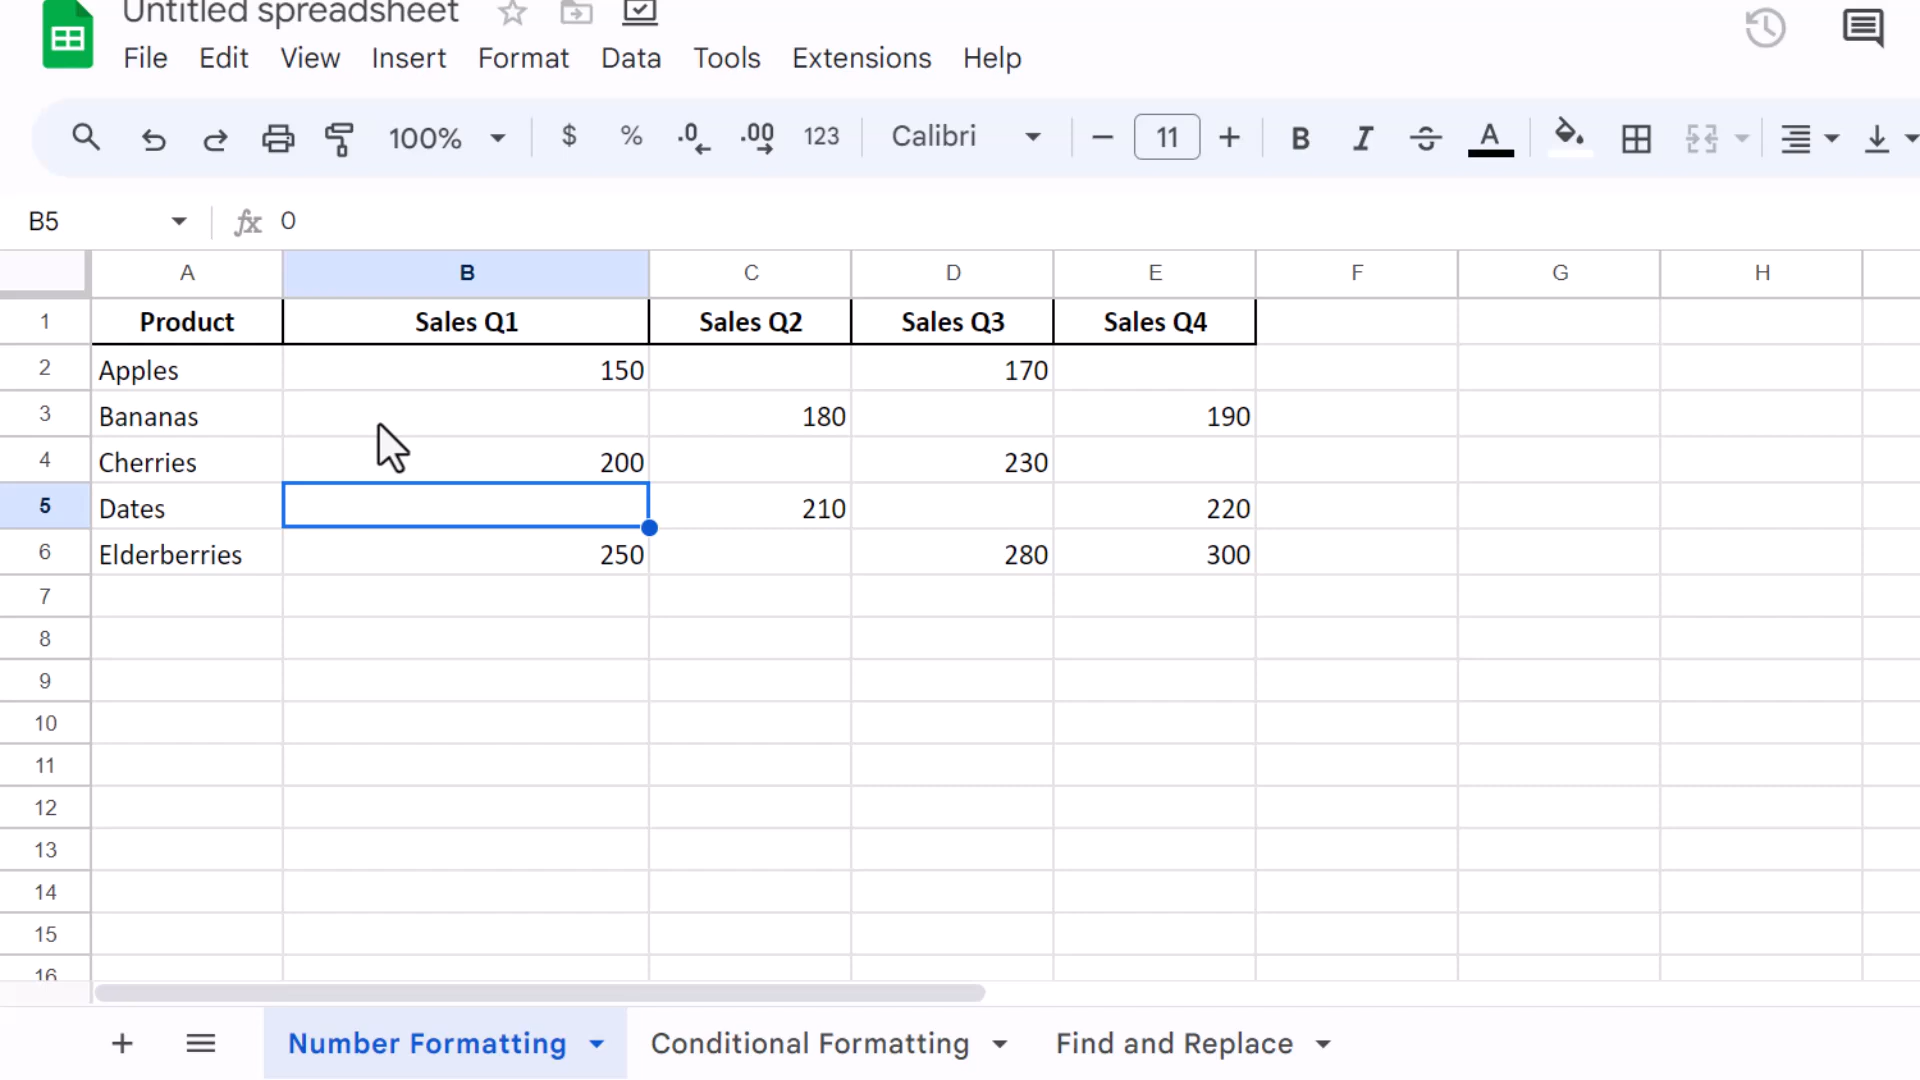 Untitled spreadsheet
File Edit View Insert Format Data Tools Extensions Help
100% $ % .0 .00 123 Calibri 11 B I S A
B5 fx 0
A B C D E F G H
1 Product Sales Q1 Sales Q2 Sales Q3 Sales Q4
2 Apples 150 170
3 Bananas 180 190
4 Cherries 200 230
5 Dates 210 220
6 Elderberries 250 280 300
7
8
9
10
11
12
13
14
15
16
+ Number Formatting Conditional Formatting Find and Replace